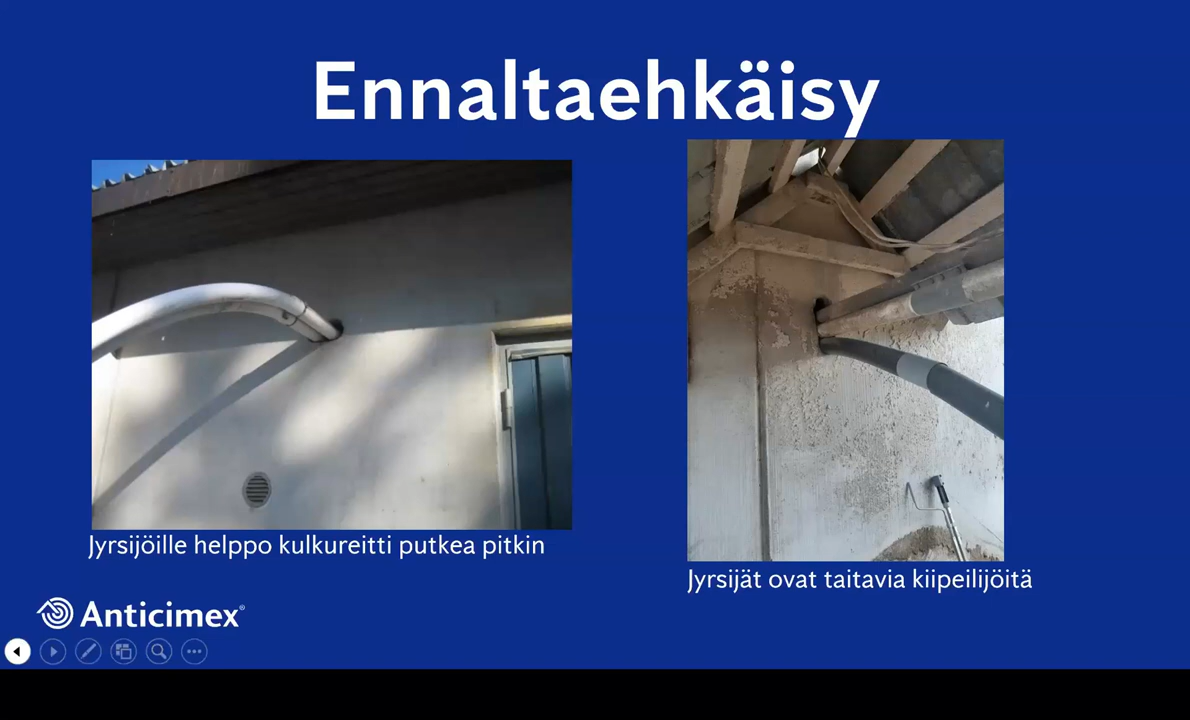 Ennaltaehkäisy
Jyrsijöille helppo kulkureitti putkea pitkin
Jyrsijät ovat taitavia kiipeilijöitä
Anticimex®